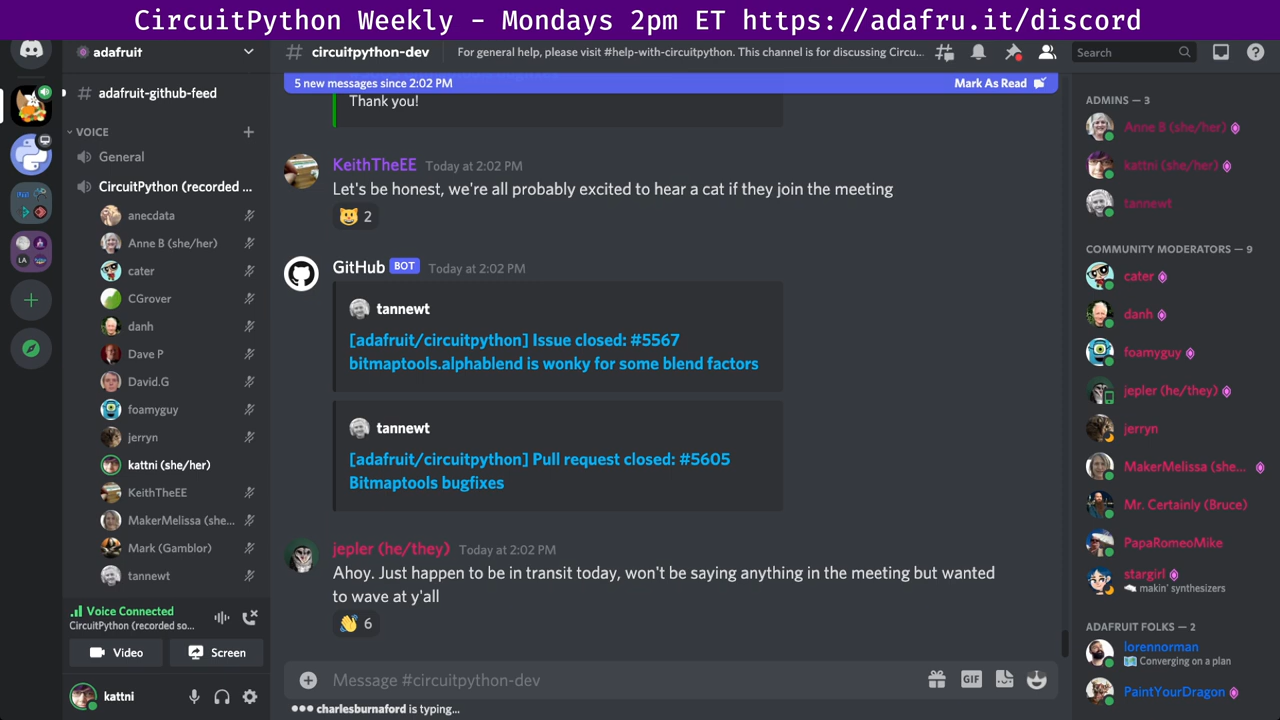 CircuitPython Weekly - Mondays 2pm ET https://adafru.it/discord
adafruit
adafruit-github-feed
VOICE
General
CircuitPython (recorded ...
anecdata
Anne B (she/her)
cater
CGrover
danh
Dave P
David.G
foamyguy
jerryn
kattni (she/her)
KeithTheEE
MakerMelissa (she...
Mark (Gamblor)
tannewt
Voice Connected
CircuitPython (recorded so...
Video
Screen
kattni
# circuitpython-dev
For general help, please visit #help-with-circuitpython. This channel is for discussing Circu...
Search
5 new messages since 2:02 PM
Mark As Read
Thank you!
KeithTheEE Today at 2:02 PM
Let's be honest, we're all probably excited to hear a cat if they join the meeting
2
GitHub BOT Today at 2:02 PM
tannewt
[adafruit/circuitpython] Issue closed: #5567
bitmaptools.alphablend is wonky for some blend factors
tannewt
[adafruit/circuitpython] Pull request closed: #5605
Bitmaptools bugfixes
jepler (he/they) Today at 2:02 PM
Ahoy. Just happen to be in transit today, won't be saying anything in the meeting but wanted
to wave at y'all
6
Message #circuitpython-dev
GIF
charlesburnaford is typing...
ADMINS — 3
Anne B (she/her)
kattni (she/her)
tannewt
COMMUNITY MODERATORS — 9
cater
danh
foamyguy
jepler (he/they)
jerryn
MakerMelissa (she...
Mr. Certainly (Bruce)
PapaRomeoMike
stargirl
makin' synthesizers
ADAFRUIT FOLKS — 2
lorennorman
Converging on a plan
PaintYourDragon